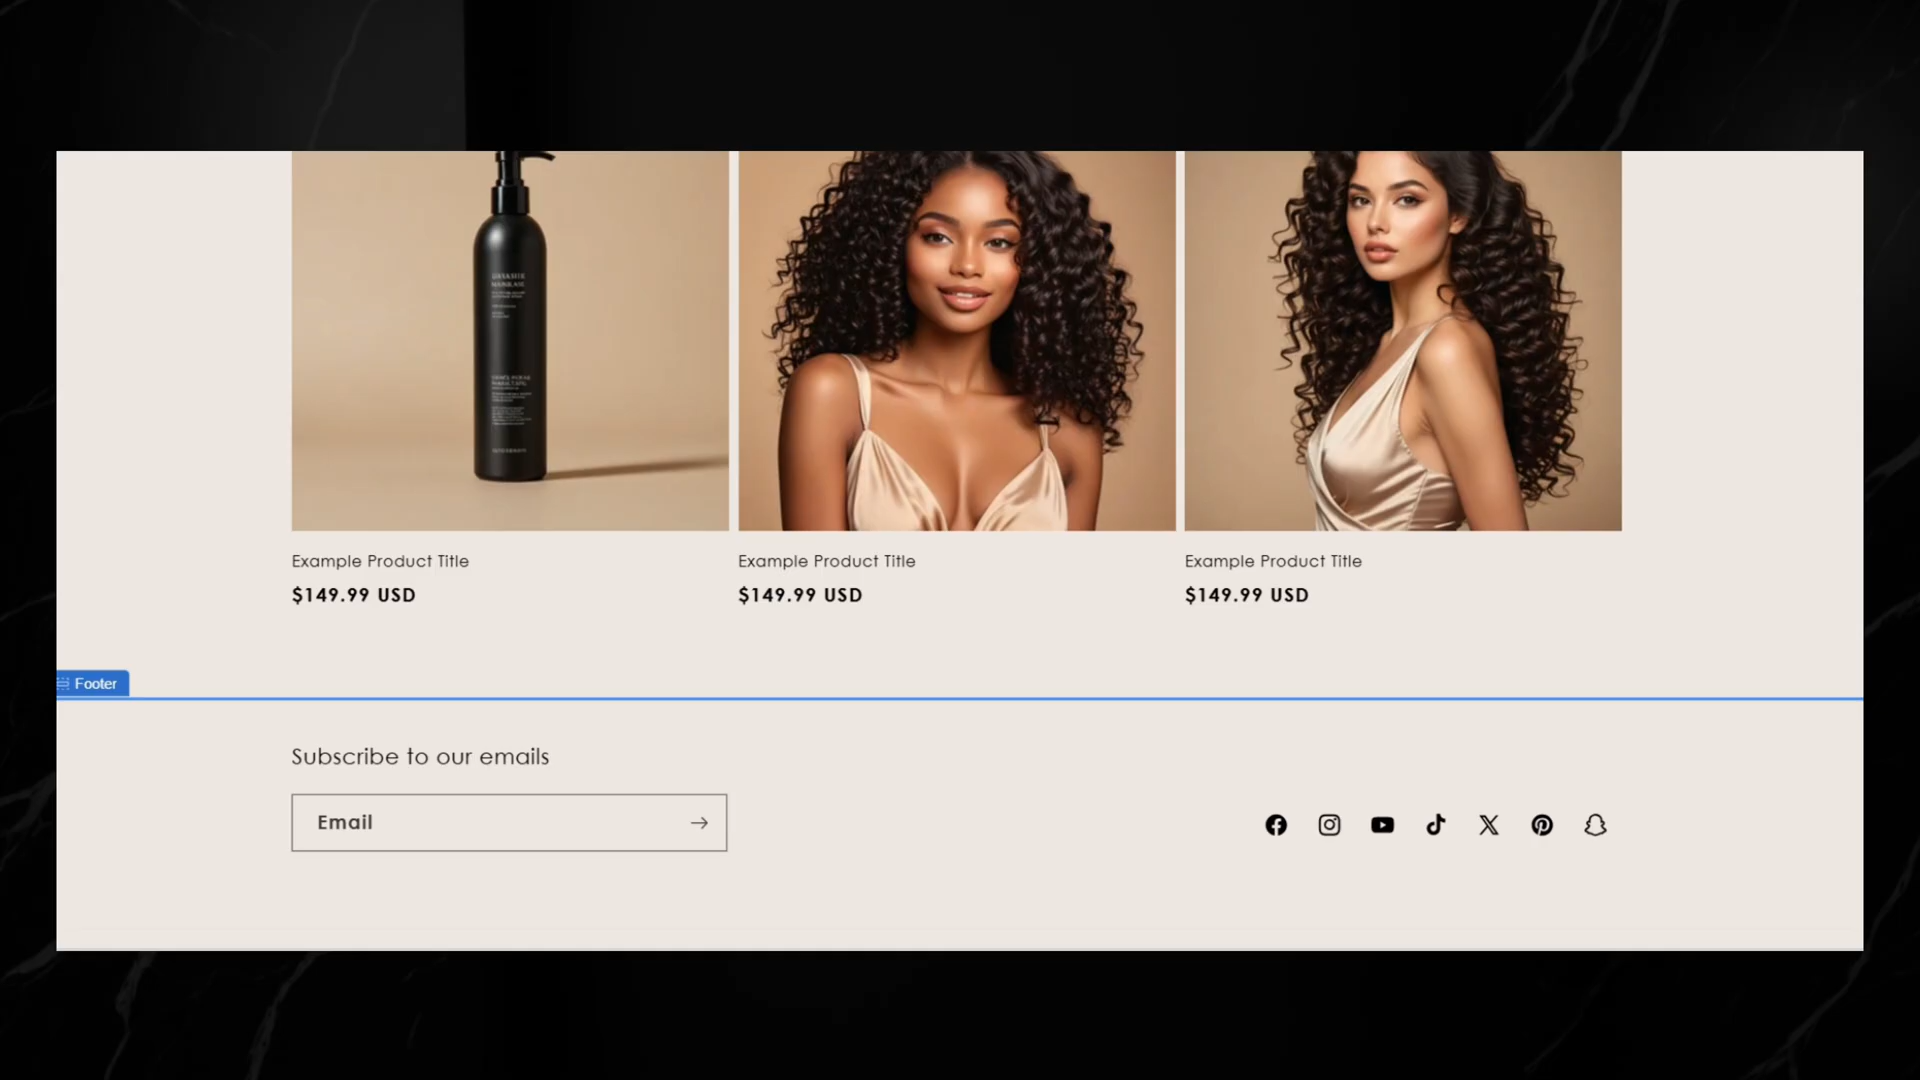 Example Product Title
$149.99 USD
Example Product Title
$149.99 USD
Example Product Title
$149.99 USD
Footer
Subscribe to our emails
Email